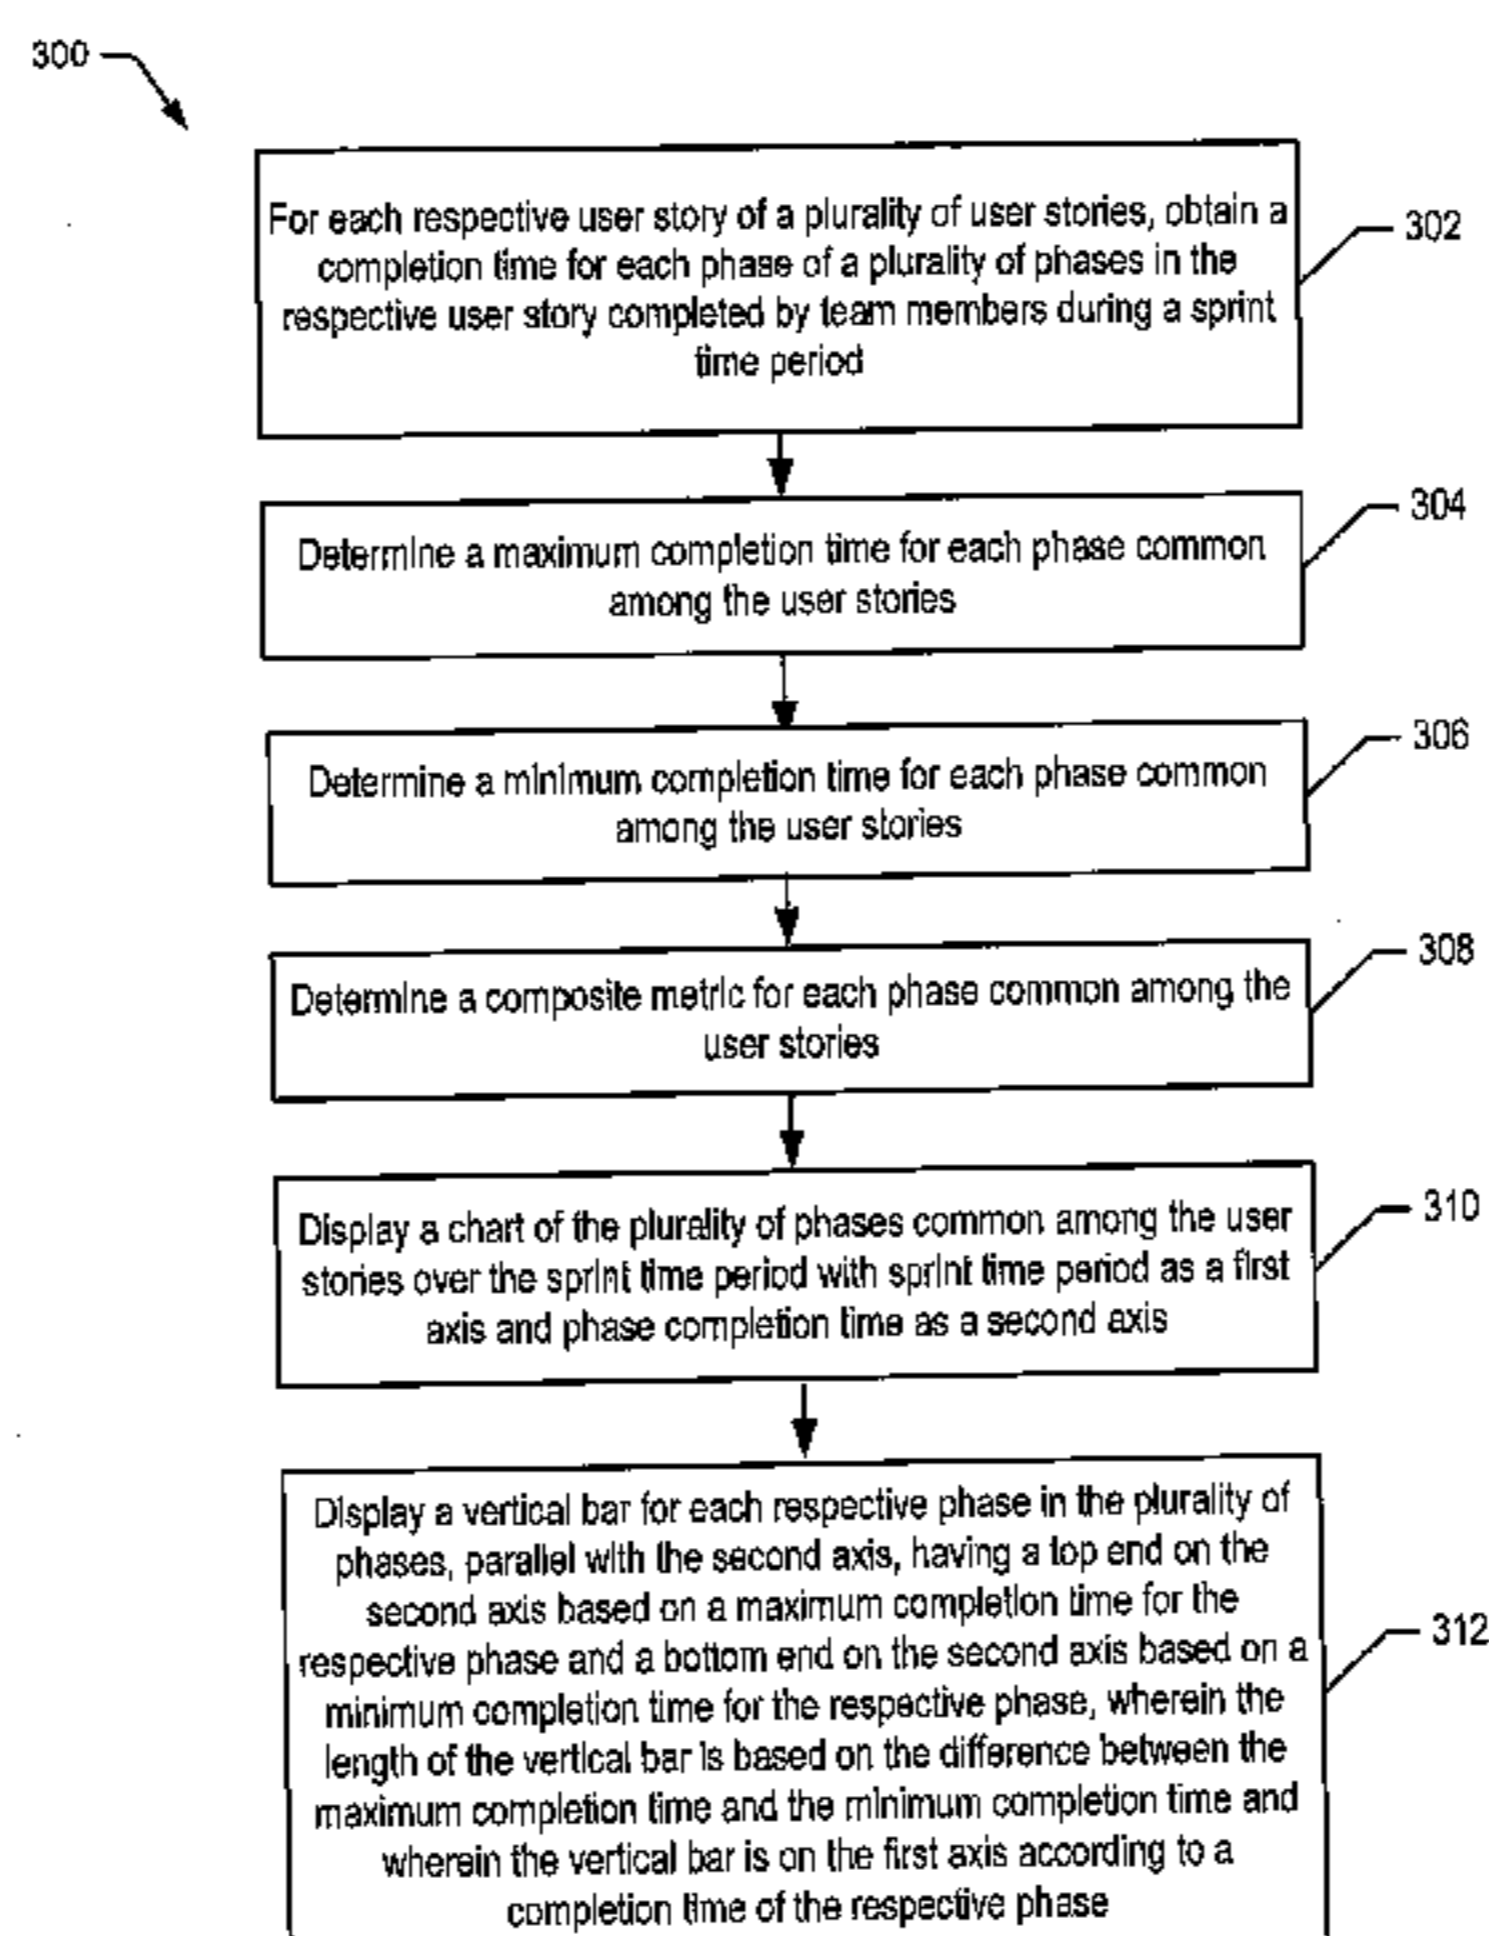 300
For each respective user story of a plurality of user stories, obtain a
completion time for each phase of a plurality of phases in the
respective user story completed by team members during a sprint
time period
302
Determine a maximum completion time for each phase common
among the user stories
304
Determine a minimum completion time for each phase common
among the user stories
306
Determine a composite metric for each phase common among the
user stories
308
Display a chart of the plurality of phases common among the user
stories over the sprint time period with sprint time period as a first
axis and phase completion time as a second axis
310
Display a vertical bar for each respective phase in the plurality of
phases, parallel with the second axis, having a top end on the
second axis based on a maximum completion time for the
respective phase and a bottom end on the second axis based on a
minimum completion time for the respective phase, wherein the
length of the vertical bar is based on the difference between the
maximum completion time and the minimum completion time and
wherein the vertical bar is on the first axis according to a
completion time of the respective phase
312